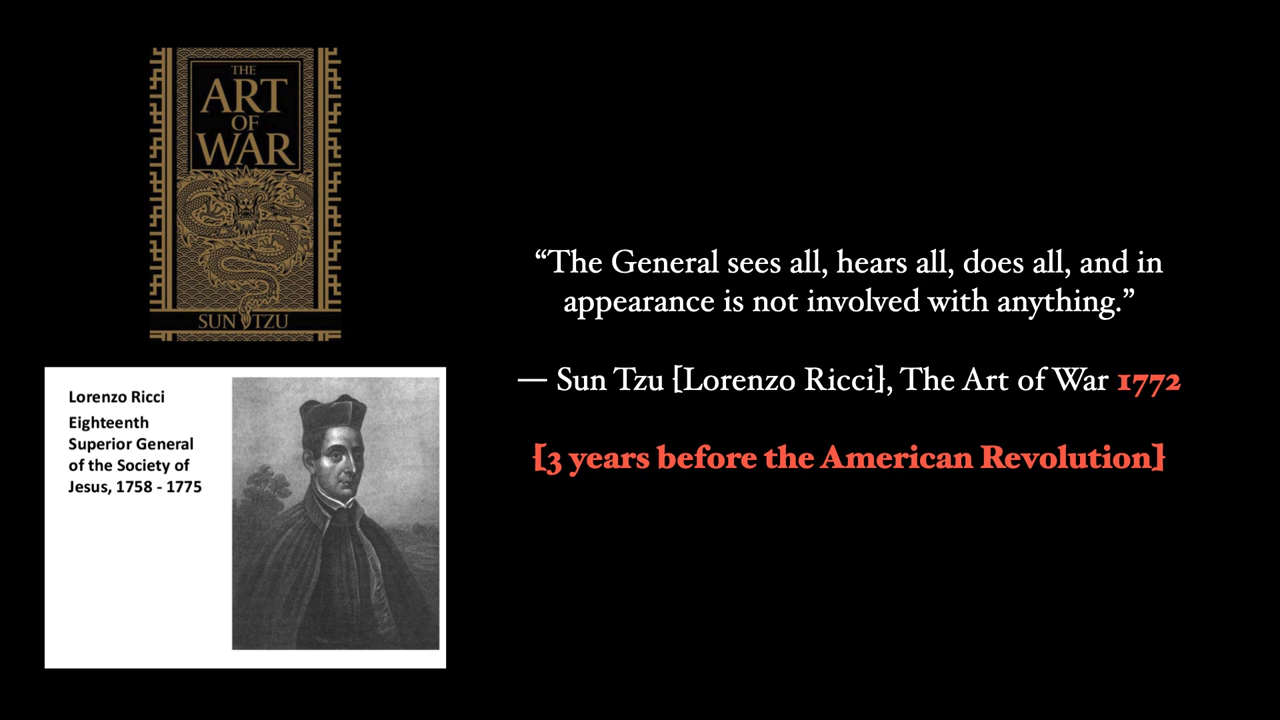 THE
ART
OF
WAR
SUN TZU
Lorenzo Ricci
Eighteenth
Superior General
of the Society of
Jesus, 1758 - 1775
“The General sees all, hears all, does all, and in
appearance is not involved with anything.”
— Sun Tzu [Lorenzo Ricci], The Art of War 1772
[3 years before the American Revolution]